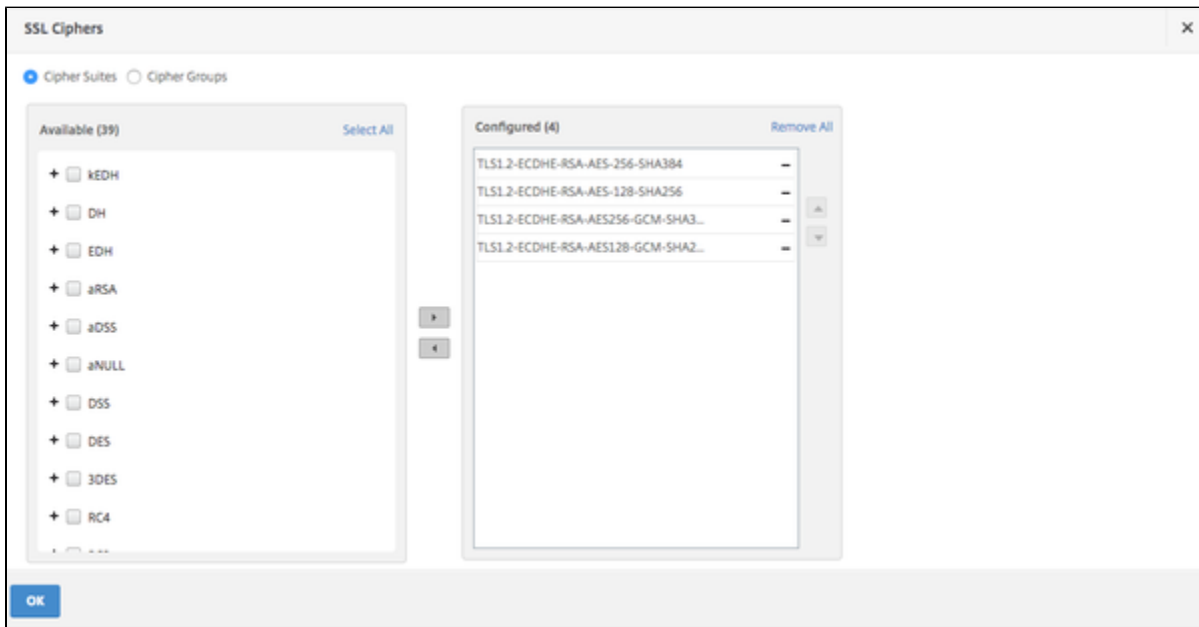 SSL Ciphers
Cipher Suites Cipher Groups
Available (39) Select All
kEDH
DH
EDH
aRSA
aDSS
aNULL
DSS
DES
3DES
RC4
Configured (4) Remove All
TLS1.2-ECDHE-RSA-AES-256-SHA384
TLS1.2-ECDHE-RSA-AES-128-SHA256
TLS1.2-ECDHE-RSA-AES256-GCM-SHA3...
TLS1.2-ECDHE-RSA-AES128-GCM-SHA2...
OK